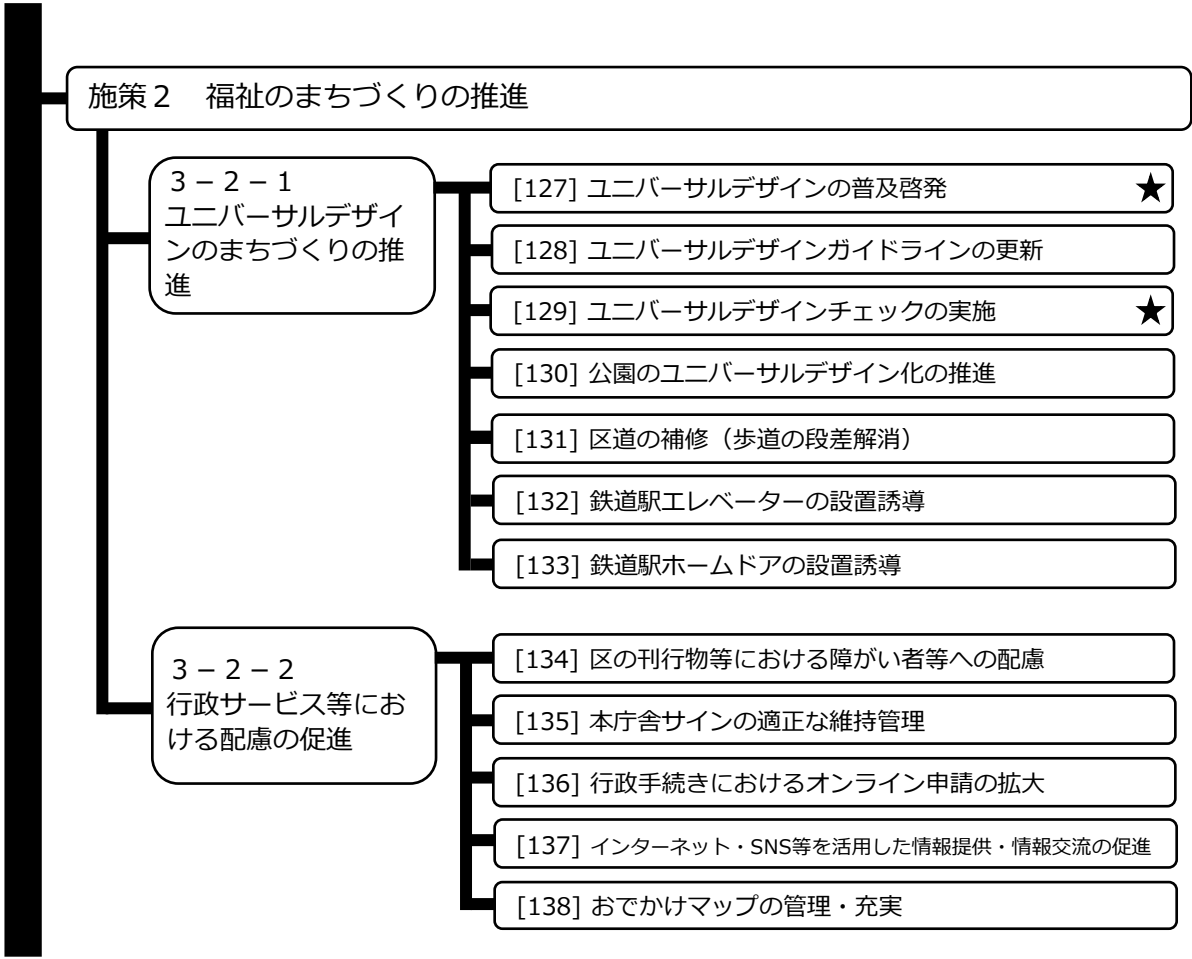 施策２　福祉のまちづくりの推進
３－２－１
ユニバーサルデザイ
ンのまちづくりの推
進
[127] ユニバーサルデザインの普及啓発 ★
[128] ユニバーサルデザインガイドラインの更新
[129] ユニバーサルデザインチェックの実施 ★
[130] 公園のユニバーサルデザイン化の推進
[131] 区道の補修（歩道の段差解消）
[132] 鉄道駅エレベーターの設置誘導
[133] 鉄道駅ホームドアの設置誘導
３－２－２
行政サービス等にお
ける配慮の促進
[134] 区の刊行物等における障がい者等への配慮
[135] 本庁舎サインの適正な維持管理
[136] 行政手続きにおけるオンライン申請の拡大
[137] インターネット・SNS等を活用した情報提供・情報交流の促進
[138] おでかけマップの管理・充実